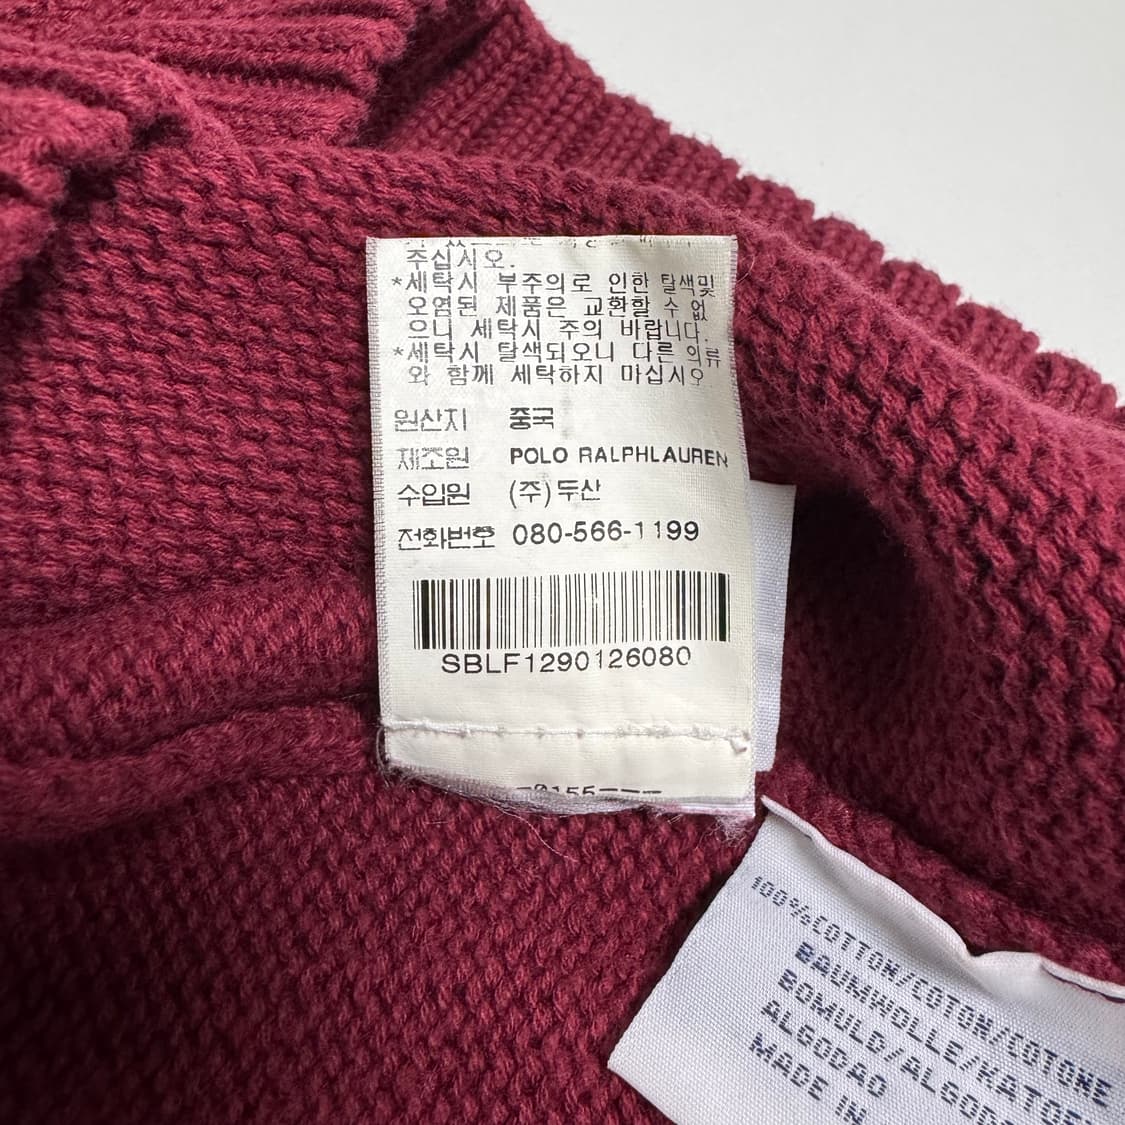 주십시오.
*세탁시 부주의로 인한 탈색및
오염된 제품은 교환할 수 없
으니 세탁시 주의 바랍니다.
*세탁시 탈색되오니 다른 의류
와 함께 세탁하지 마십시오
원산지 중국
제조원 POLO RALPHLAUREN
수입원 (주)두산
전화번호 080-566-1199
SBLF1290126080
100%COTTON/COTON/COTONE
BAUMWOLLE/KATOE
BOMULD/ALGOD
ALGODAO
MADE IN